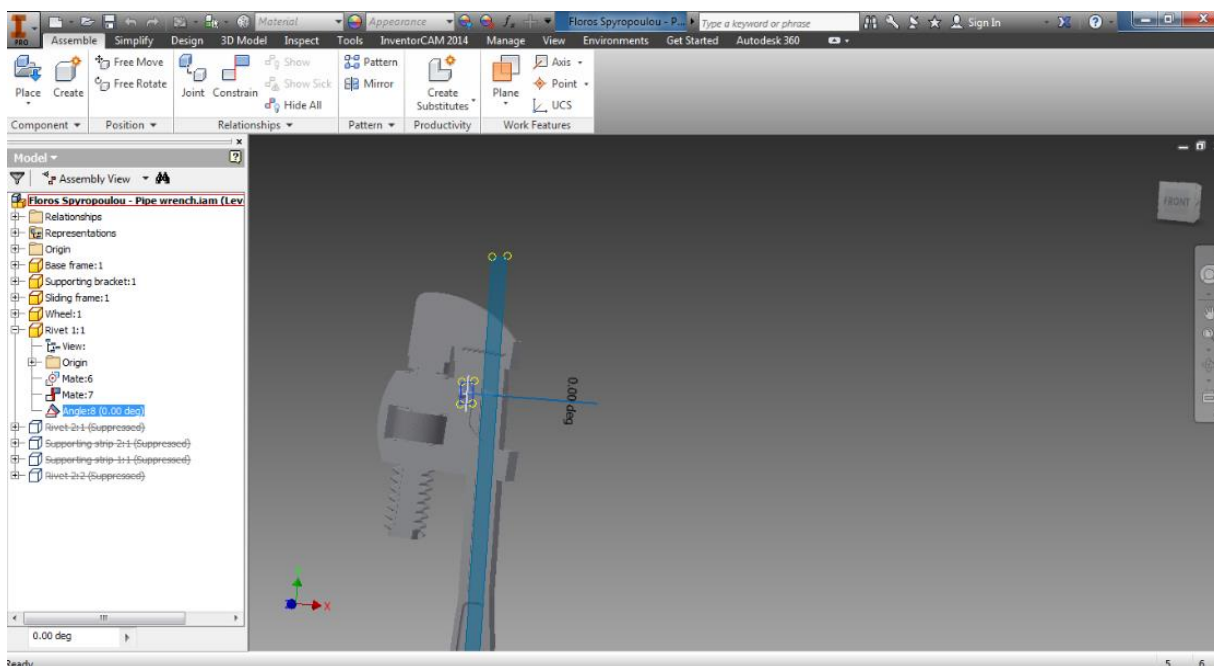 PRO
Material
Appearance
Floros Spyropoulou - P...
Type a keyword or phrase
Sign In
Assemble Simplify Design 3D Model Inspect Tools InventorCAM 2014 Manage View Environments Get Started Autodesk 360
Place
Create
Free Move
Free Rotate
Joint
Constrain
Show
Show Sick
Hide All
Pattern
Mirror
Create Substitutes
Plane
Axis
Point
UCS
Component Position Relationships Pattern Productivity Work Features
Model
Assembly View
Floros Spyropoulou - Pipe wrench.iam (Lev
Relationships
Representations
Origin
Base frame:1
Supporting bracket:1
Sliding frame:1
Wheel:1
Rivet 1:1
View:
Origin
Mate:6
Mate:7
Angle:8 (0.00 deg)
Rivet 2:1 (Suppressed)
Supporting strip 2:1 (Suppressed)
Supporting strip 1:1 (Suppressed)
Rivet 2:2 (Suppressed)
FRONT
0.00 deg
X
0.00 deg
Ready
5 6